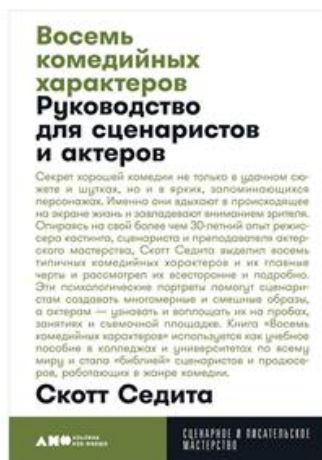 Восемь
комедийных
характеров
Руководство
для сценаристов
и актеров
Секрет хорошей комедии не только в удачном сю-
жете и шутках, но и в ярких, запоминающихся
персонажах. Именно они вдыхают в происходящее
на экране жизнь и завладевают вниманием зрителя.
Опираясь на свой более чем 30-летний опыт режис-
сера кастинга, сценариста и преподавателя актер-
ского мастерства, Скотт Седита выделил восемь
типичных комедийных характеров и их главные
черты и рассмотрел их всесторонне и подробно.
Эти психологические портреты помогут сценари-
стам создавать многомерные и смешные образы,
а актерам — узнавать и воплощать их на пробах,
занятиях и съемочной площадке. Книга «Восемь
комедийных характеров» используется как учебное
пособие в колледжах и университетах по всему
миру и стала «библией» сценаристов и продюсе-
ров, работающих в жанре комедии.
Скотт Седита
АЛЬПИНА
НОН-ФИКШН
СЦЕНАРНОЕ И ПИСАТЕЛЬСКОЕ
МАСТЕРСТВО